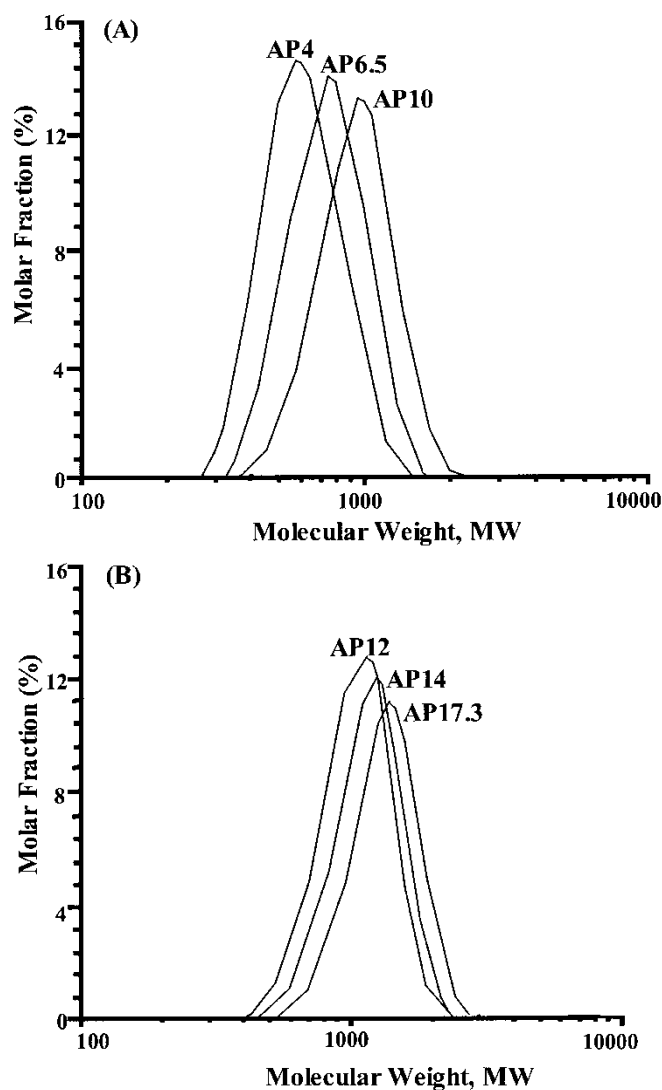 (A)
16
12
8
4
0
Molar Fraction (%)
AP4
AP6.5
AP10
100
1000
10000
Molecular Weight, MW
(B)
16
12
8
4
0
Molar Fraction (%)
AP12
AP14
AP17.3
100
1000
10000
Molecular Weight, MW